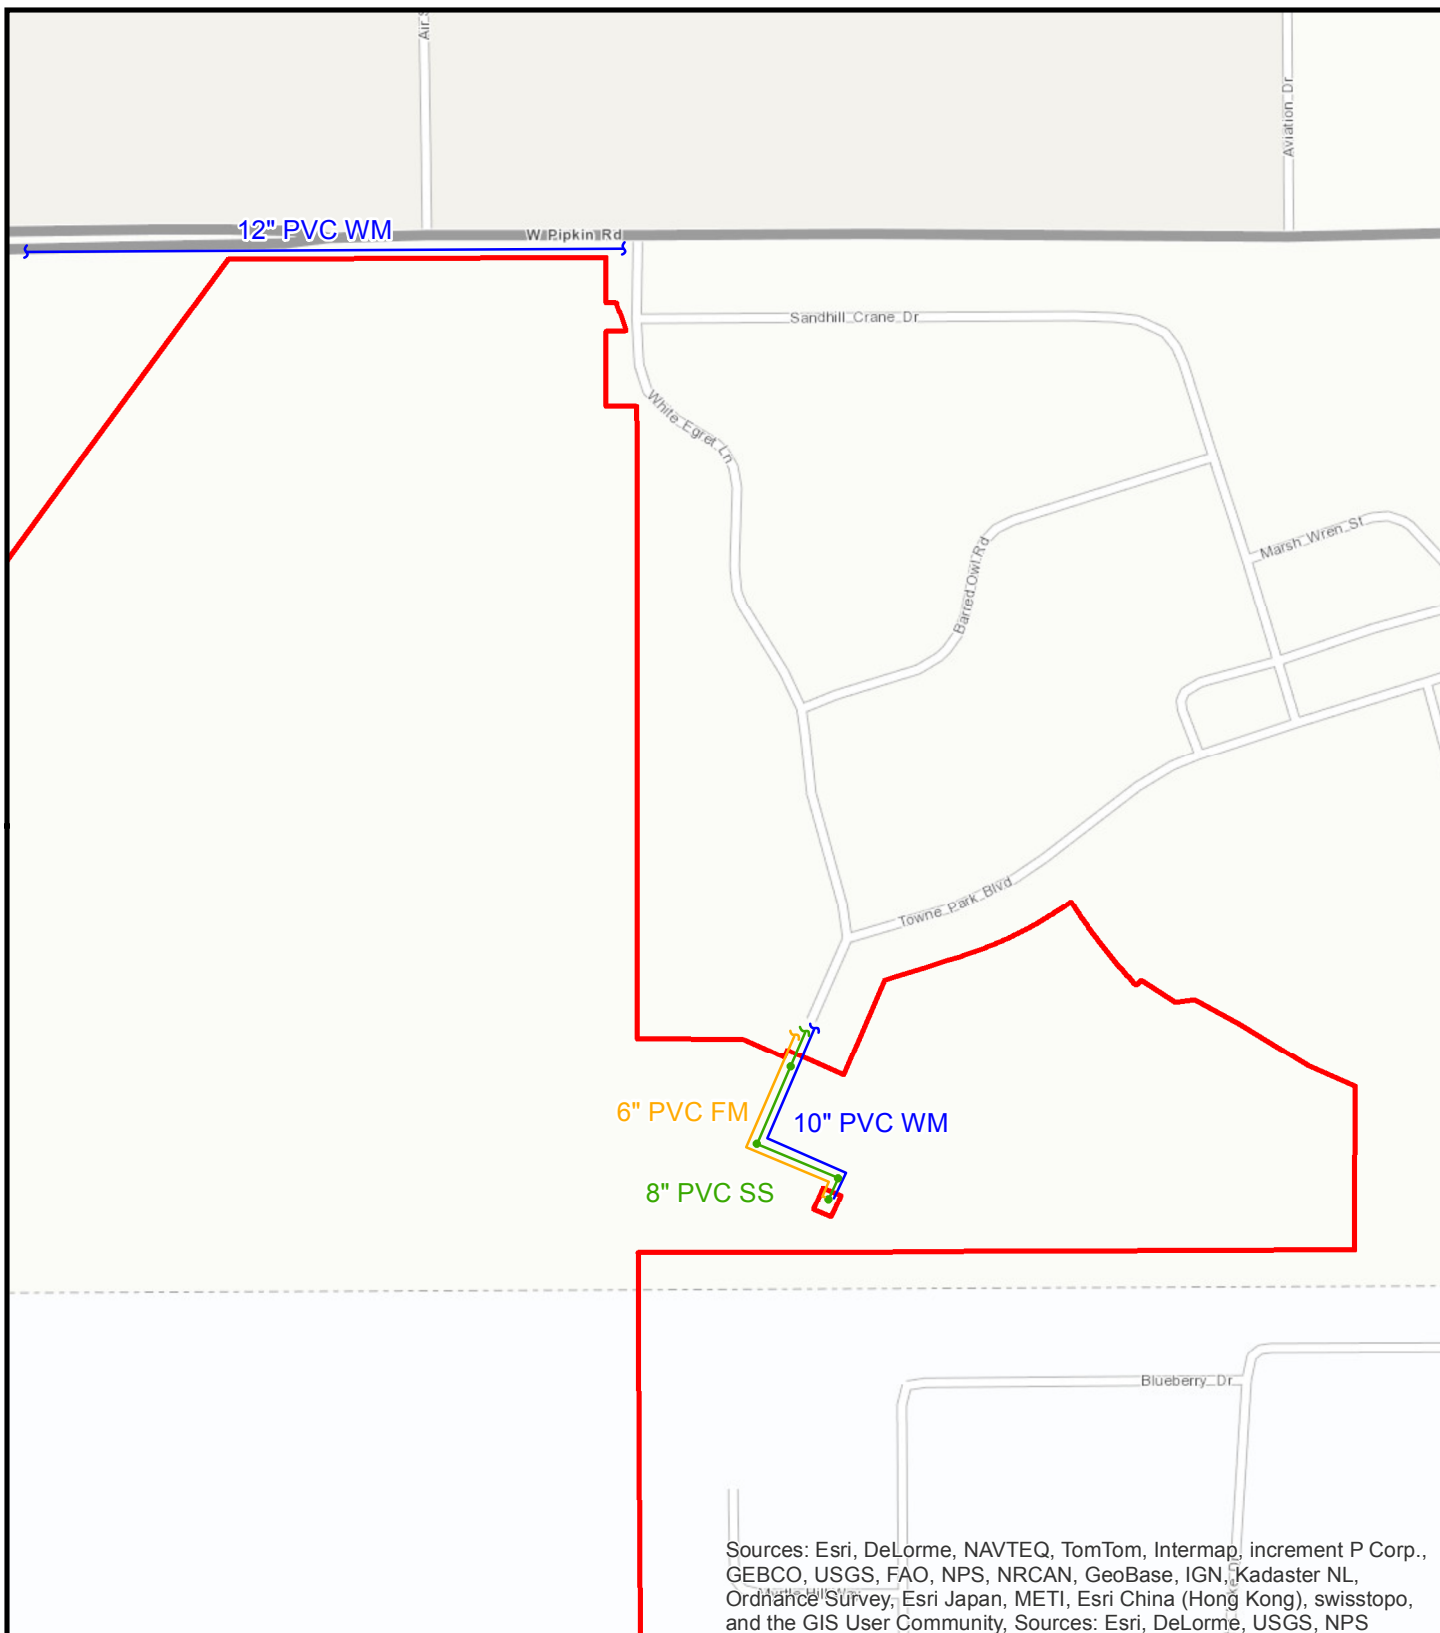 Aviation Dr
12" PVC WM
W Pipkin Rd
Sandhill Crane Dr
White Egret Ln
Marsh Wren St
Barred Owl Rd
Towne Park Blvd
6" PVC FM
10" PVC WM
8" PVC SS
Blueberry Dr
Sources: Esri, DeLorme, NAVTEQ, TomTom, Intermap, increment P Corp.,
GEBCO, USGS, FAO, NPS, NRCAN, GeoBase, IGN, Kadaster NL,
Myrtle Hill Way
Ordnance Survey, Esri Japan, METI, Esri China (Hong Kong), swisstopo,
and the GIS User Community, Sources: Esri, DeLorme, USGS, NPS